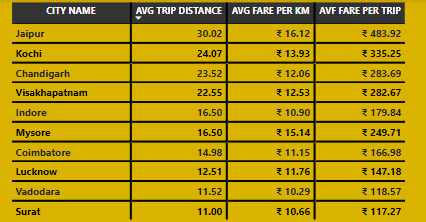 CITY NAME AVG TRIP DISTANCE AVG FARE PER KM AVF FARE PER TRIP
Jaipur 30.02 ₹ 16.12 ₹ 483.92
Kochi 24.07 ₹ 13.93 ₹ 335.25
Chandigarh 23.52 ₹ 12.06 ₹ 283.69
Visakhapatnam 22.55 ₹ 12.53 ₹ 282.67
Indore 16.50 ₹ 10.90 ₹ 179.84
Mysore 16.50 ₹ 15.14 ₹ 249.71
Coimbatore 14.98 ₹ 11.15 ₹ 166.98
Lucknow 12.51 ₹ 11.76 ₹ 147.18
Vadodara 11.52 ₹ 10.29 ₹ 118.57
Surat 11.00 ₹ 10.66 ₹ 117.27